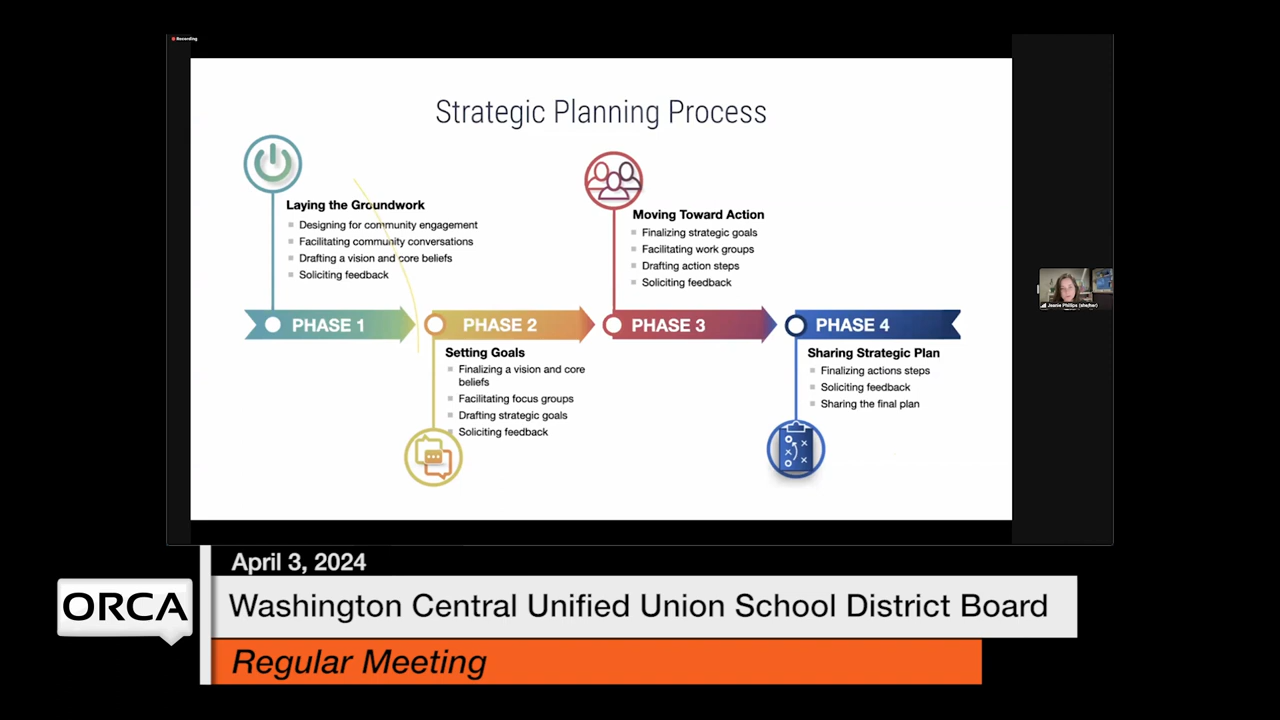 Recording
Strategic Planning Process
Laying the Groundwork
Designing for community engagement
Facilitating community conversations
Drafting a vision and core beliefs
Soliciting feedback
Moving Toward Action
Finalizing strategic goals
Facilitating work groups
Drafting action steps
Soliciting feedback
PHASE 1
PHASE 2
PHASE 3
PHASE 4
Setting Goals
Finalizing a vision and core
beliefs
Facilitating focus groups
Drafting strategic goals
Soliciting feedback
Sharing Strategic Plan
Finalizing actions steps
Soliciting feedback
Sharing the final plan
Jeanie Phillips (she/her)
April 3, 2024
ORCA
Washington Central Unified Union School District Board
Regular Meeting